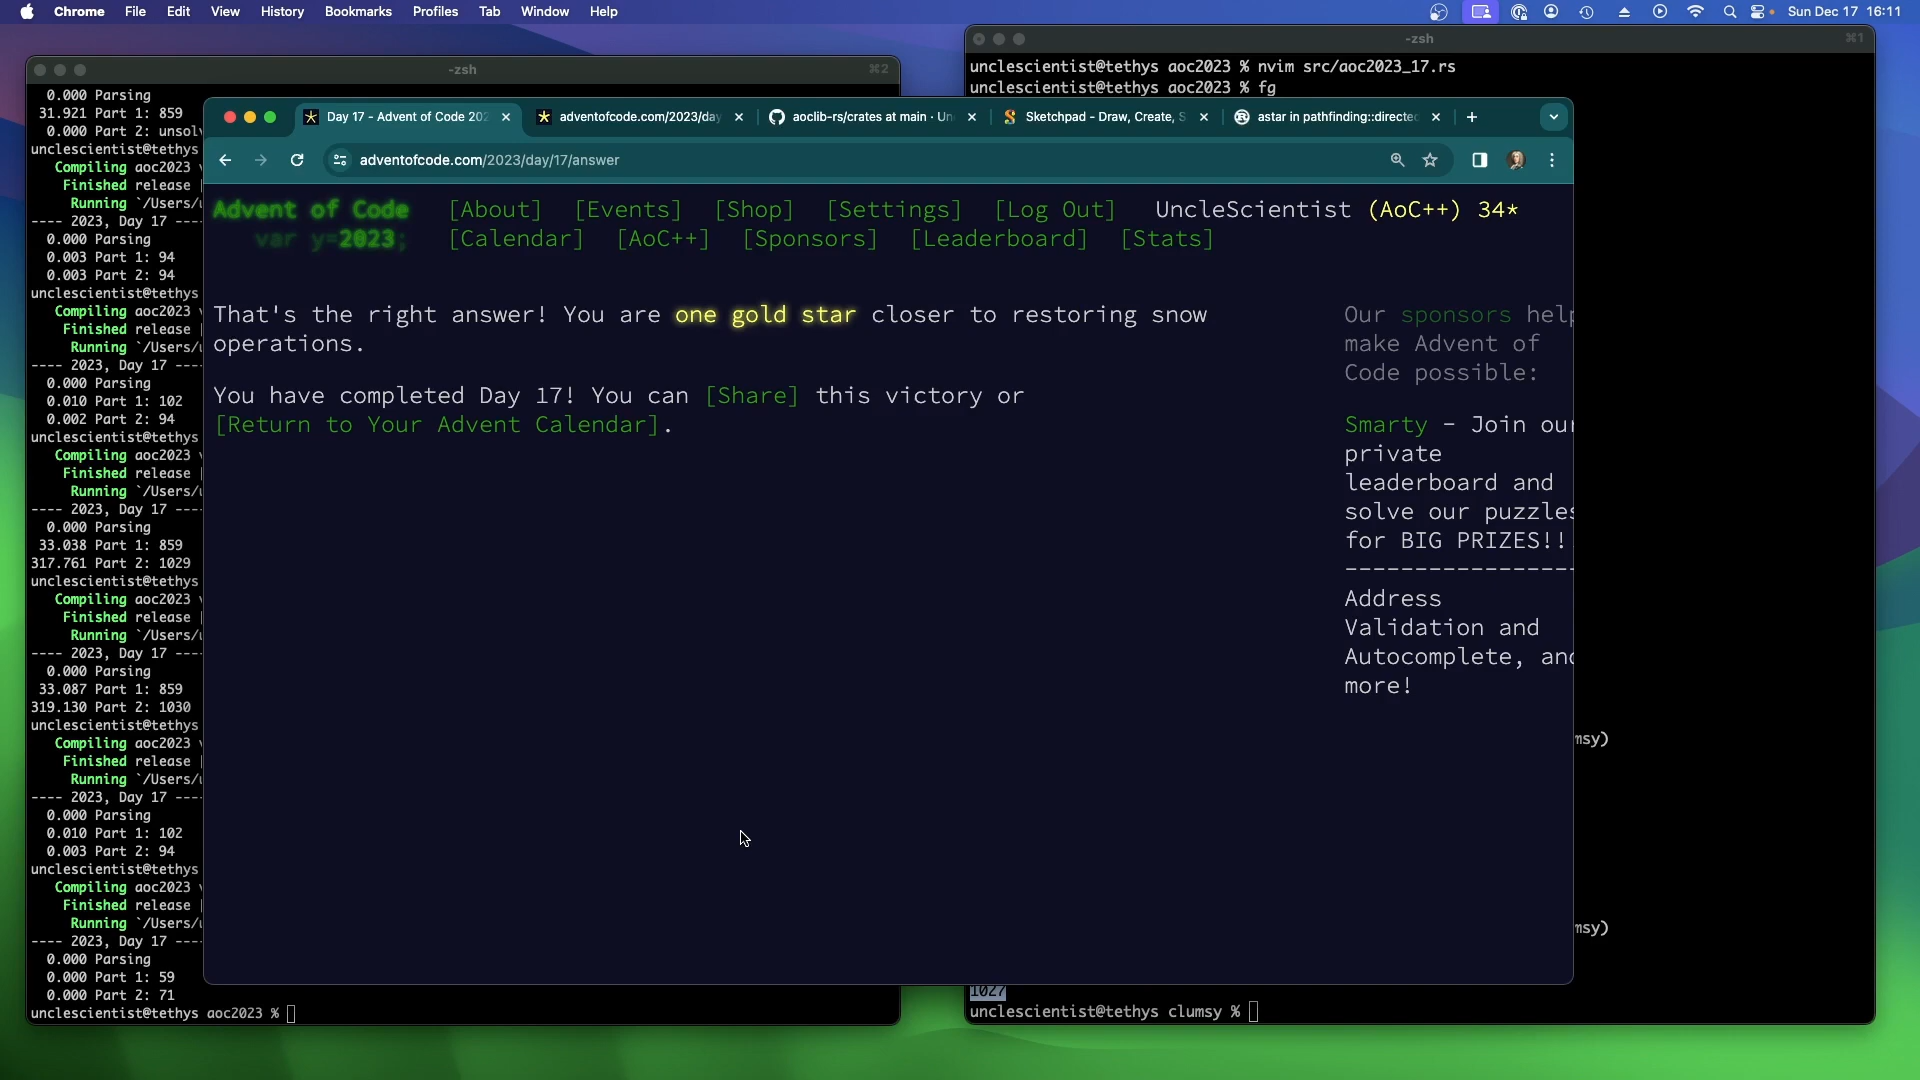 Chrome File Edit View History Bookmarks Profiles Tab Window Help Sun Dec 17 16:11
-zsh ⌘1
unclescientist@tethys aoc2023 % nvim src/aoc2023_17.rs
unclescientist@tethys aoc2023 % fg
-zsh ⌘2
0.000 Parsing
31.921 Part 1: 859
0.000 Part 2: unsolv
unclescientist@tethys
Compiling aoc2023
Finished release
Running `/Users/
---- 2023, Day 17 ----
0.000 Parsing
0.003 Part 1: 94
0.003 Part 2: 94
unclescientist@tethys
Compiling aoc2023
Finished release
Running `/Users/
---- 2023, Day 17 ----
0.000 Parsing
0.010 Part 1: 102
0.002 Part 2: 94
unclescientist@tethys
Compiling aoc2023
Finished release
Running `/Users/
---- 2023, Day 17 ----
0.000 Parsing
33.038 Part 1: 859
317.761 Part 2: 1029
unclescientist@tethys
Compiling aoc2023
Finished release
Running `/Users/
---- 2023, Day 17 ----
0.000 Parsing
33.087 Part 1: 859
319.130 Part 2: 1030
unclescientist@tethys
Compiling aoc2023
Finished release
Running `/Users/
---- 2023, Day 17 ----
0.000 Parsing
0.010 Part 1: 102
0.003 Part 2: 94
unclescientist@tethys
Compiling aoc2023
Finished release
Running `/Users/
---- 2023, Day 17 ----
0.000 Parsing
0.000 Part 1: 59
0.000 Part 2: 71
unclescientist@tethys aoc2023 %
Day 17 - Advent of Code 202 adventofcode.com/2023/day aoclib-rs/crates at main · Un Sketchpad - Draw, Create, S astar in pathfinding::directed
adventofcode.com/2023/day/17/answer
Advent of Code [About] [Events] [Shop] [Settings] [Log Out] UncleScientist (AoC++) 34*
var y=2023; [Calendar] [AoC++] [Sponsors] [Leaderboard] [Stats]
That's the right answer! You are one gold star closer to restoring snow
operations.
You have completed Day 17! You can [Share] this victory or
[Return to Your Advent Calendar].
Our sponsors help
make Advent of
Code possible:
Smarty - Join our
private
leaderboard and
solve our puzzles
for BIG PRIZES!!
-----------------
Address
Validation and
Autocomplete, and
more!
msy)
msy)
1027
unclescientist@tethys clumsy %